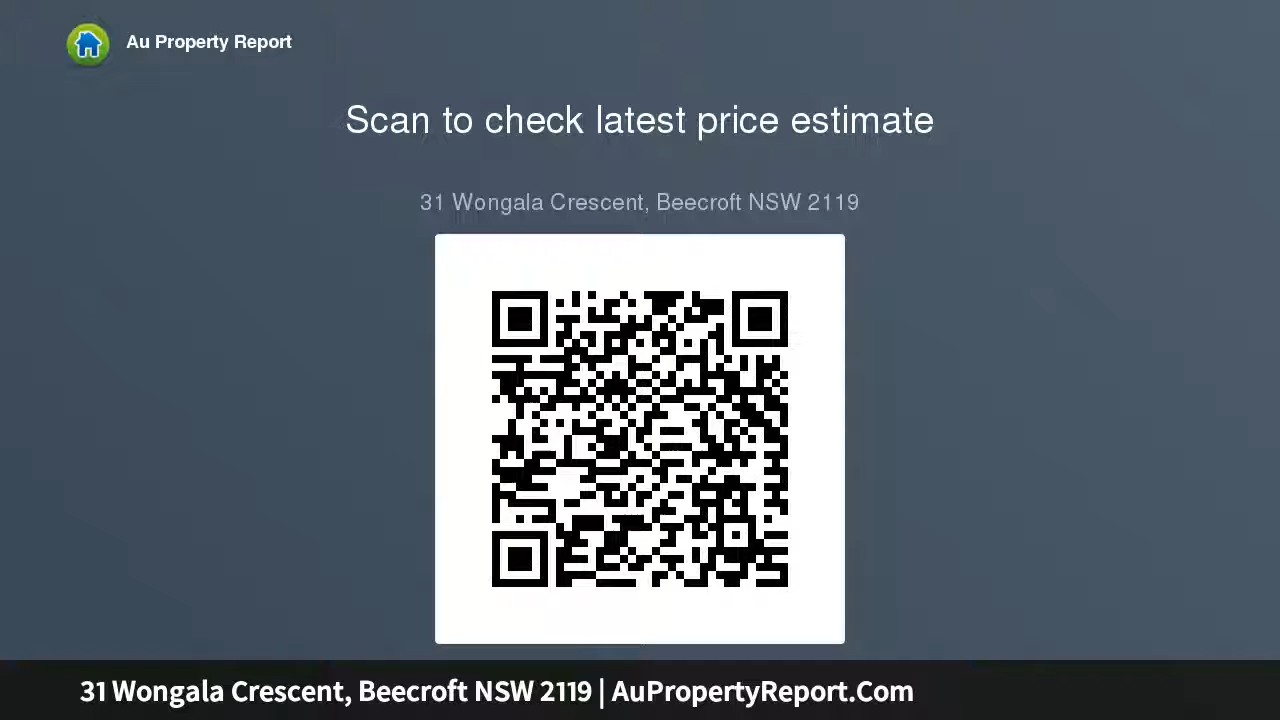 Au Property Report
Scan to check latest price estimate
31 Wongala Crescent, Beecroft NSW 2119
31 Wongala Crescent, Beecroft NSW 2119 | AuPropertyReport.Com